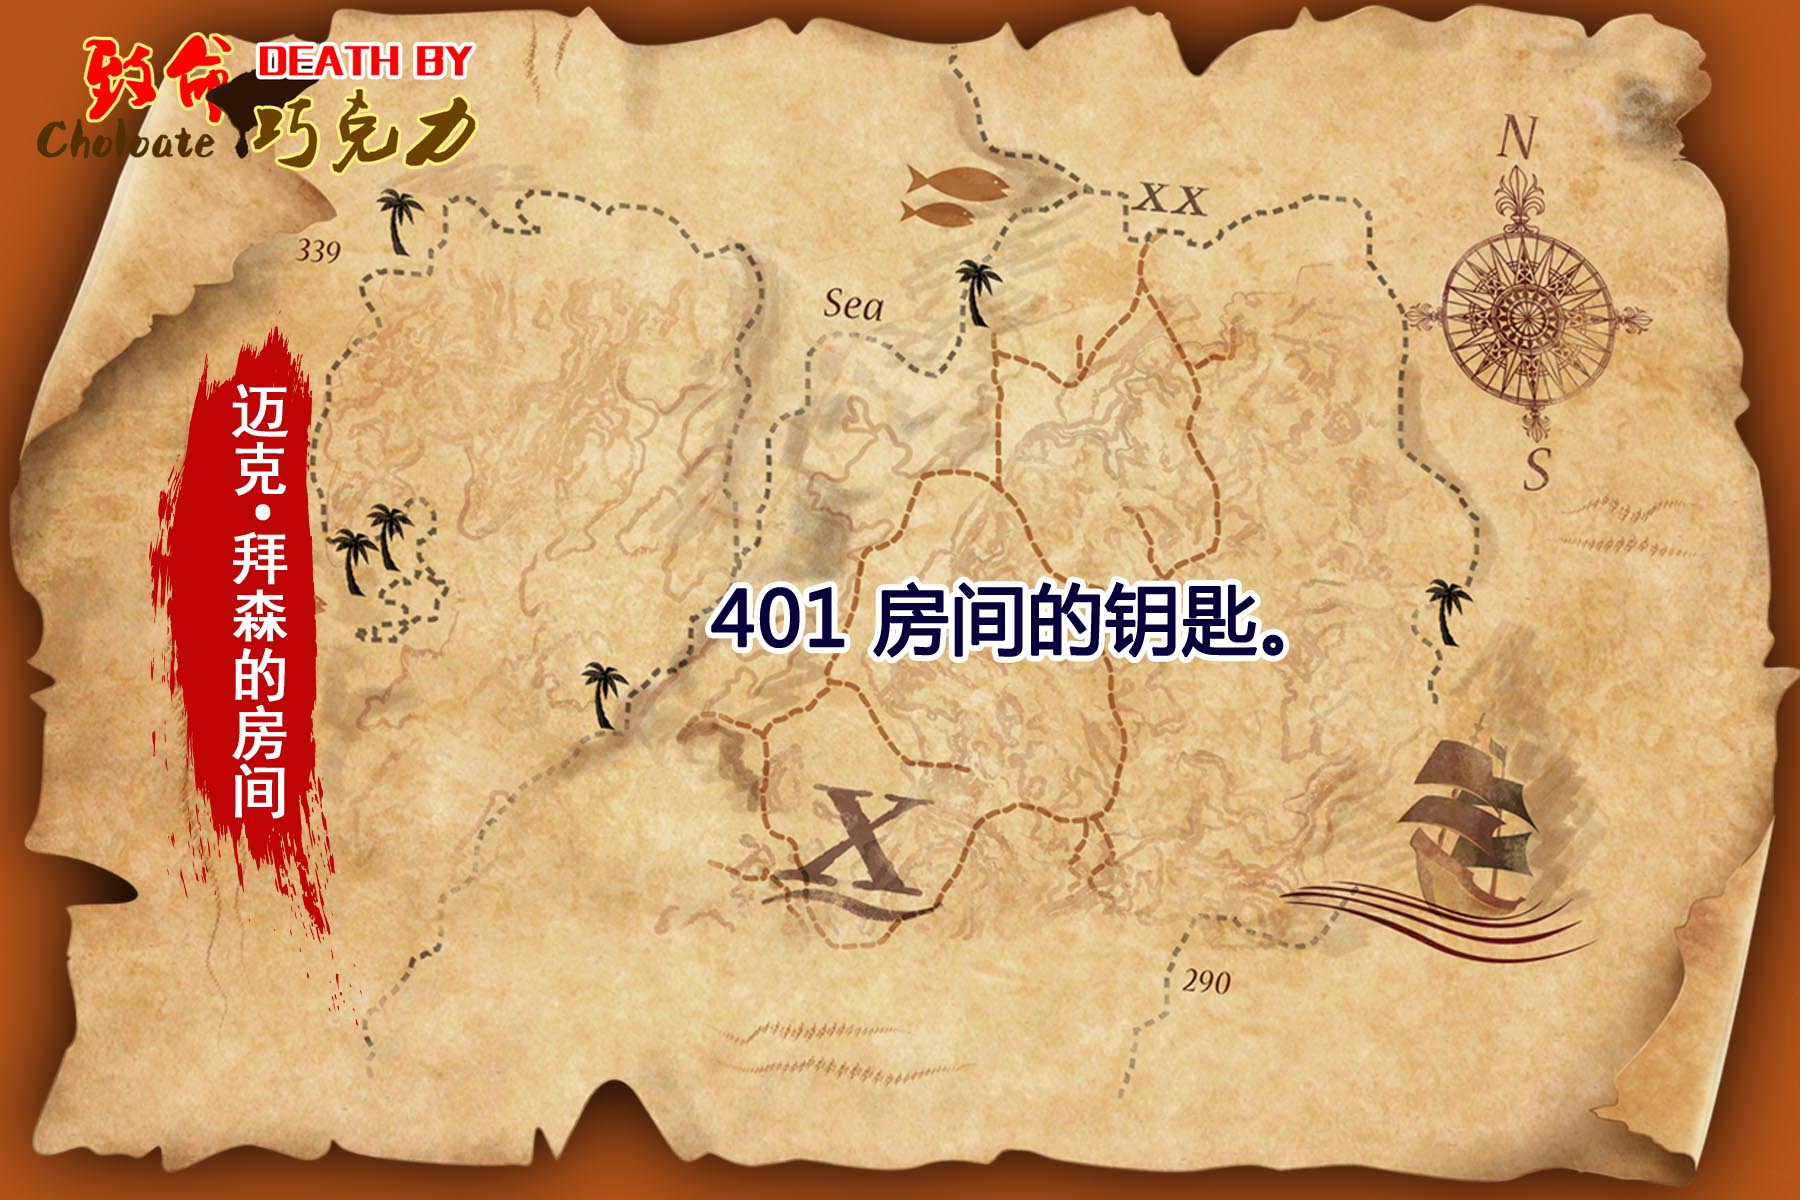 致命 DEATH BY
Choloate 巧克力
N
XX
339
Sea
S
迈克·拜森的房间
401 房间的钥匙。
X
290